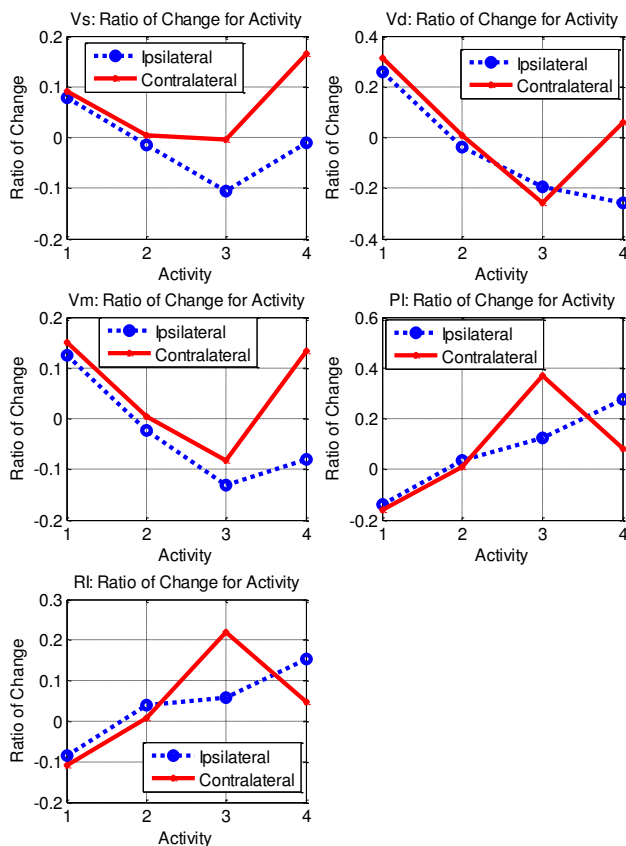 Vs: Ratio of Change for Activity
0.2
0.1
0
-0.1
-0.2
Ratio of Change
Ipsilateral
Contralateral
1 2 3 4
Activity
Vd: Ratio of Change for Activity
0.4
0.2
0
-0.2
-0.4
Ratio of Change
Ipsilateral
Contralateral
1 2 3 4
Activity
Vm: Ratio of Change for Activity
0.2
0.1
0
-0.1
-0.2
Ratio of Change
Ipsilateral
Contralateral
1 2 3 4
Activity
PI: Ratio of Change for Activity
0.6
0.4
0.2
0
-0.2
Ratio of Change
Ipsilateral
Contralateral
1 2 3 4
Activity
RI: Ratio of Change for Activity
0.3
0.2
0.1
0
-0.1
-0.2
Ratio of Change
Ipsilateral
Contralateral
1 2 3 4
Activity